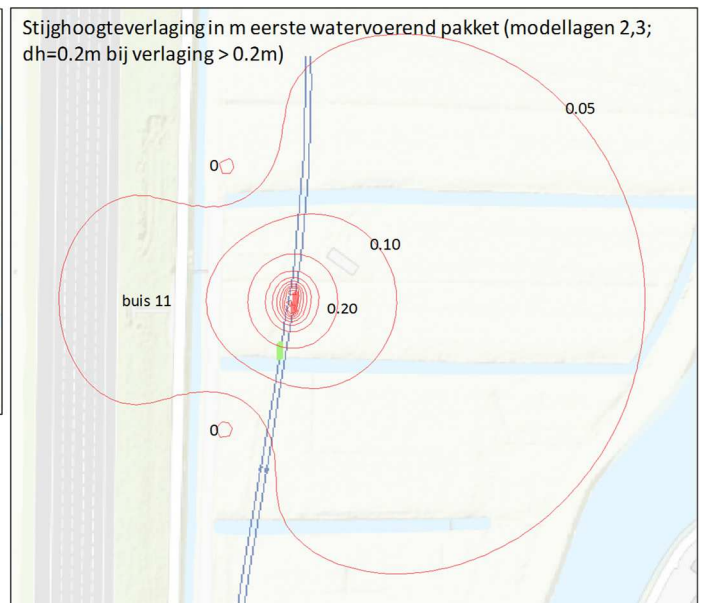 Stijghoogteverlaging in m eerste watervoerend pakket (modellagen 2,3;
dh=0.2m bij verlaging > 0.2m)
0.05
0
0.10
buis 11
0.20
0